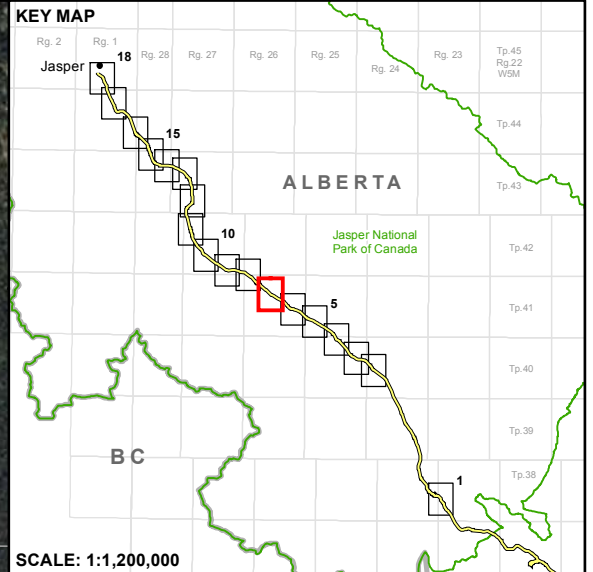 KEY MAP
Rg. 2
Rg. 1
Rg. 28
Rg. 27
Rg. 26
Rg. 25
Rg. 24
Rg. 23
Tp.45
Rg.22
W5M
Jasper
18
Tp.44
15
ALBERTA
Tp.43
10
Jasper National
Park of Canada
Tp.42
5
Tp.41
Tp.40
Tp.39
BC
Tp.38
1
SCALE: 1:1,200,000